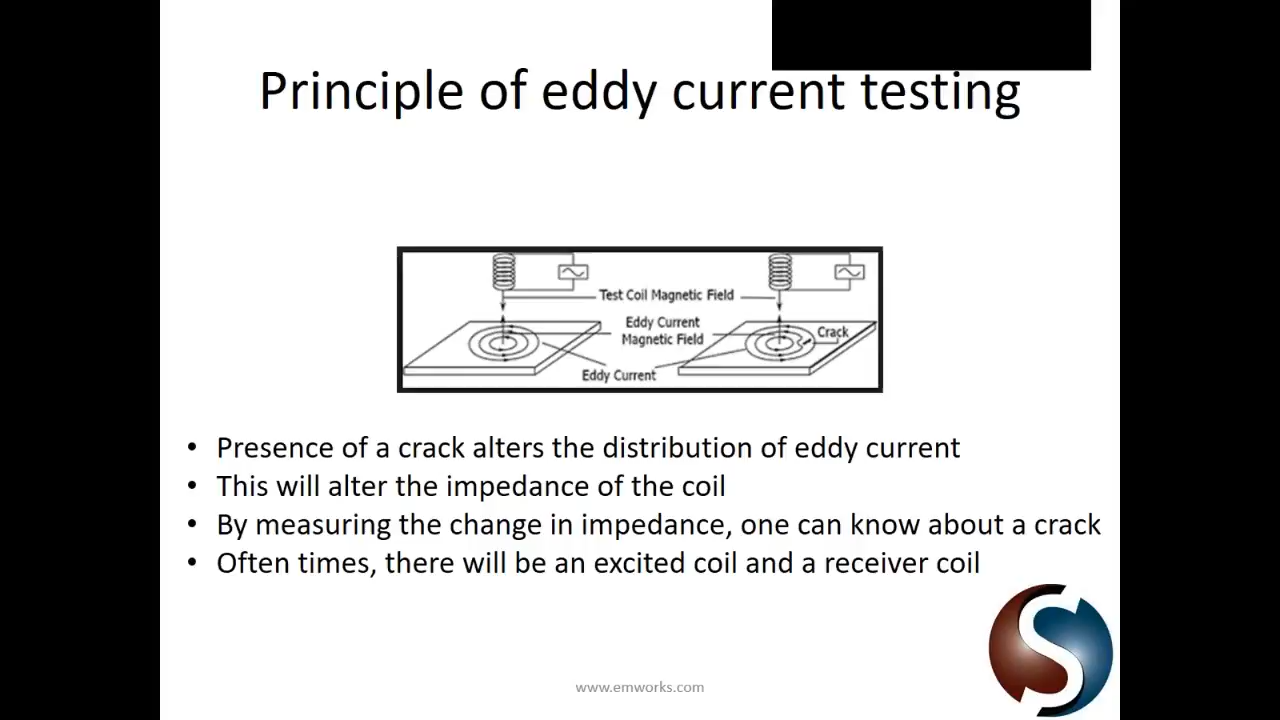 Principle of eddy current testing
Test Coil Magnetic Field
Eddy Current
Magnetic Field
Crack
Eddy Current
• Presence of a crack alters the distribution of eddy current
• This will alter the impedance of the coil
• By measuring the change in impedance, one can know about a crack
• Often times, there will be an excited coil and a receiver coil
S
www.emworks.com